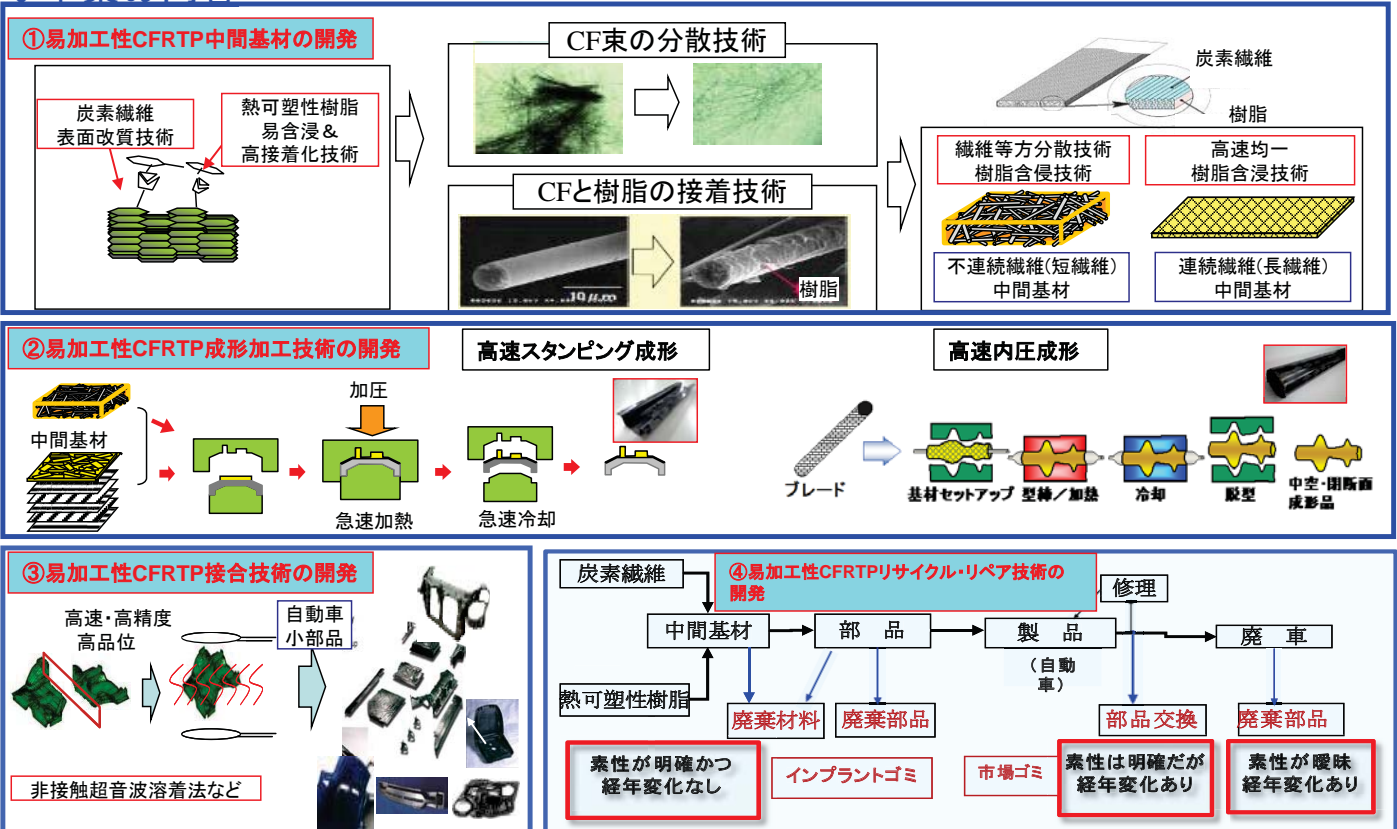 ①易加工性CFRTP中間基材の開発
炭素繊維
表面改質技術
熱可塑性樹脂
易含浸＆
高接着化技術
CF束の分散技術
CFと樹脂の接着技術
10μm
樹脂
炭素繊維
樹脂
繊維等方分散技術
樹脂含侵技術
高速均一
樹脂含浸技術
不連続繊維(短繊維)
中間基材
連続繊維(長繊維)
中間基材
②易加工性CFRTP成形加工技術の開発
高速スタンピング成形
高速内圧成形
中間基材
加圧
急速加熱
急速冷却
ブレード
基材セットアップ
型締／加熱
冷却
脱型
中空・閉断面
成形品
③易加工性CFRTP接合技術の開発
高速・高精度
高品位
自動車
小部品
非接触超音波溶着法など
④易加工性CFRTPリサイクル・リペア技術の
開発
炭素繊維
修理
中間基材
部　品
製　品
廃　車
（自動
車）
熱可塑性樹脂
廃棄材料
廃棄部品
部品交換
廃棄部品
素性が明確かつ
経年変化なし
インプラントゴミ
市場ゴミ
素性は明確だが
経年変化あり
素性が曖昧
経年変化あり